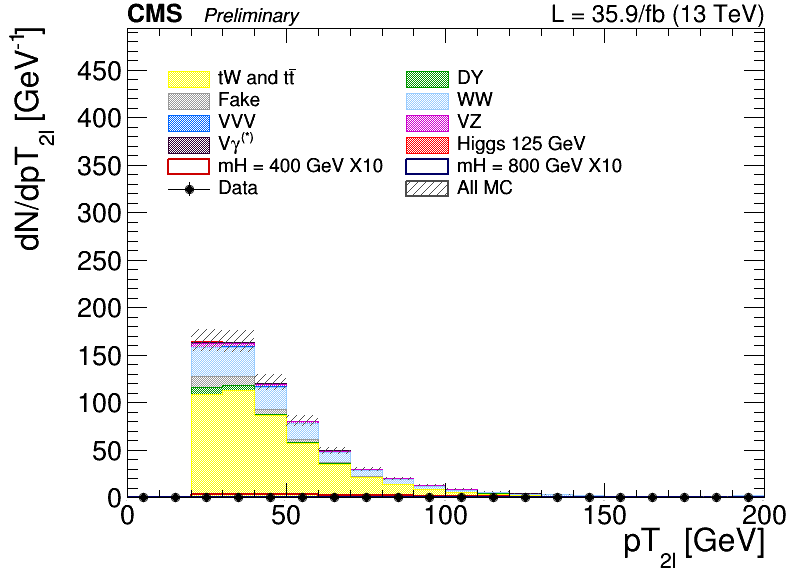 CMS Preliminary L = 35.9/fb (13 TeV)
dN/dpT2l [GeV-1]
450
400
350
300
250
200
150
100
50
0
tW and tt̄ DY
Fake WW
VVV VZ
Vγ(*) Higgs 125 GeV
mH = 400 GeV X10 mH = 800 GeV X10
Data All MC
0 50 100 150 200
pT2l [GeV]